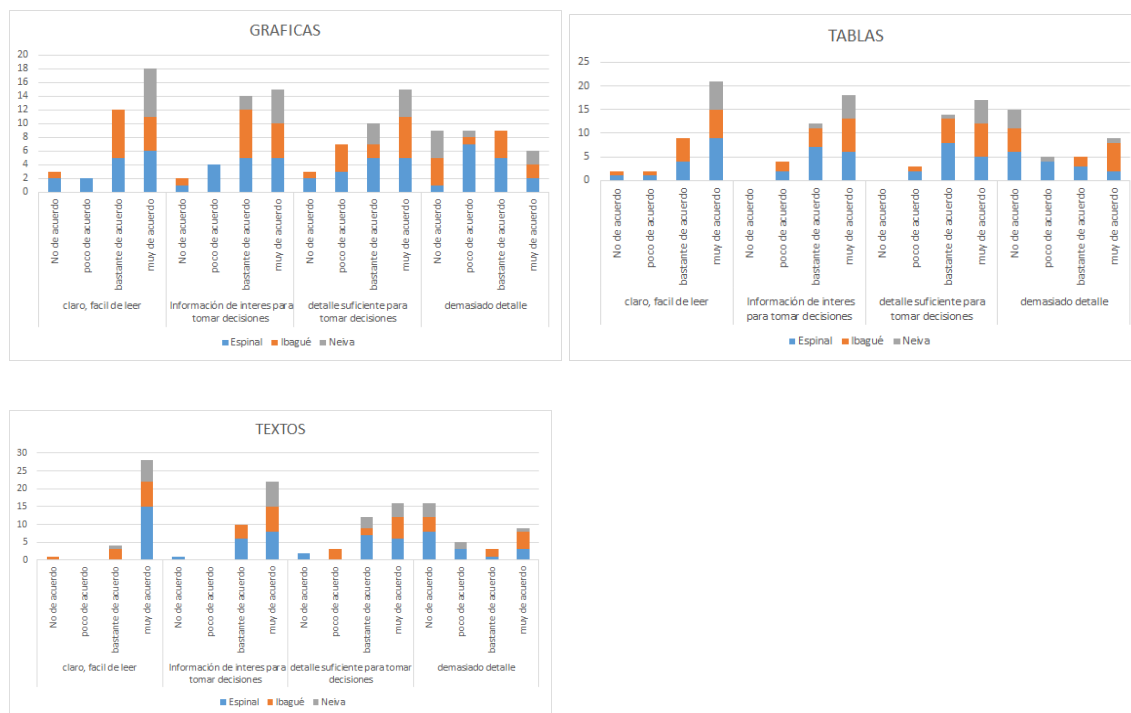 GRAFICAS
20
18
16
14
12
10
8
6
4
2
0
No de acuerdo
poco de acuerdo
bastante de acuerdo
muy de acuerdo
No de acuerdo
poco de acuerdo
bastante de acuerdo
muy de acuerdo
No de acuerdo
poco de acuerdo
bastante de acuerdo
muy de acuerdo
No de acuerdo
poco de acuerdo
bastante de acuerdo
muy de acuerdo
claro, facil de leer
Información de interes para
tomar decisiones
detalle suficiente para
tomar decisiones
demasiado detalle
Espinal Ibagué Neiva
TABLAS
25
20
15
10
5
0
No de acuerdo
poco de acuerdo
bastante de acuerdo
muy de acuerdo
No de acuerdo
poco de acuerdo
bastante de acuerdo
muy de acuerdo
No de acuerdo
poco de acuerdo
bastante de acuerdo
muy de acuerdo
No de acuerdo
poco de acuerdo
bastante de acuerdo
muy de acuerdo
claro, facil de leer
Información de interes
para tomar decisiones
detalle suficiente para
tomar decisiones
demasiado detalle
Espinal Ibagué Neiva
TEXTOS
30
25
20
15
10
5
0
No de acuerdo
poco de acuerdo
bastante de acuerdo
muy de acuerdo
No de acuerdo
poco de acuerdo
bastante de acuerdo
muy de acuerdo
No de acuerdo
poco de acuerdo
bastante de acuerdo
muy de acuerdo
No de acuerdo
poco de acuerdo
bastante de acuerdo
muy de acuerdo
claro, facil de leer
Información de interes para
tomar decisiones
detalle suficiente para tomar
decisiones
demasiado detalle
Espinal Ibagué Neiva